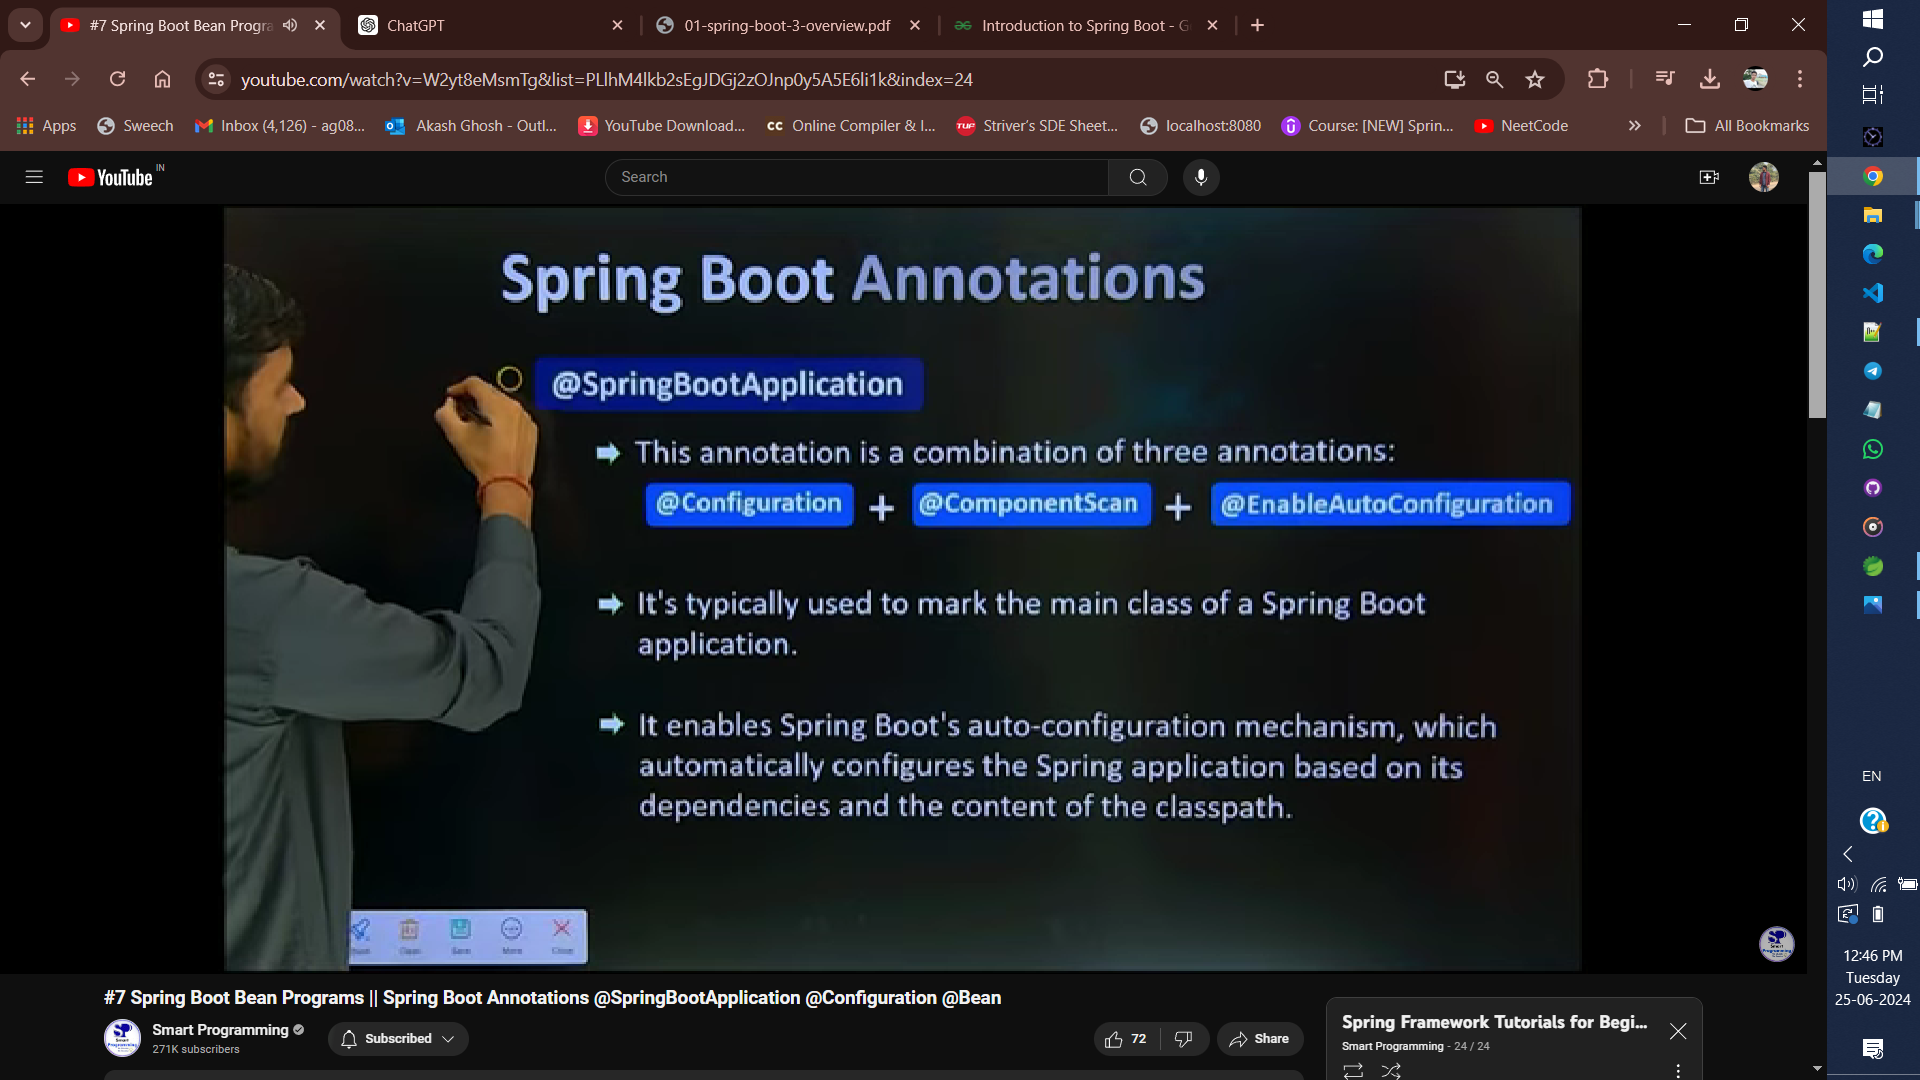 #7 Spring Boot Bean Progra
ChatGPT
01-spring-boot-3-overview.pdf
Introduction to Spring Boot - G
youtube.com/watch?v=W2yt8eMsmTg&list=PLlhM4lkb2sEgJDGj2zOJnp0y5A5E6li1k&index=24
Apps
Sweech
Inbox (4,126) - ag08...
Akash Ghosh - Outl...
YouTube Download...
CC
Online Compiler & I...
TUF
Striver's SDE Sheet...
localhost:8080
Course: [NEW] Sprin...
NeetCode
All Bookmarks
YouTube IN
Search
Spring Boot Annotations
@SpringBootApplication
This annotation is a combination of three annotations:
@Configuration + @ComponentScan + @EnableAutoConfiguration
It's typically used to mark the main class of a Spring Boot
application.
It enables Spring Boot's auto-configuration mechanism, which
automatically configures the Spring application based on its
dependencies and the content of the classpath.
Clean
Save
More
Close
#7 Spring Boot Bean Programs || Spring Boot Annotations @SpringBootApplication @Configuration @Bean
Smart Programming
271K subscribers
Subscribed
72
Share
Spring Framework Tutorials for Begi...
Smart Programming - 24 / 24
EN
12:46 PM
Tuesday
25-06-2024